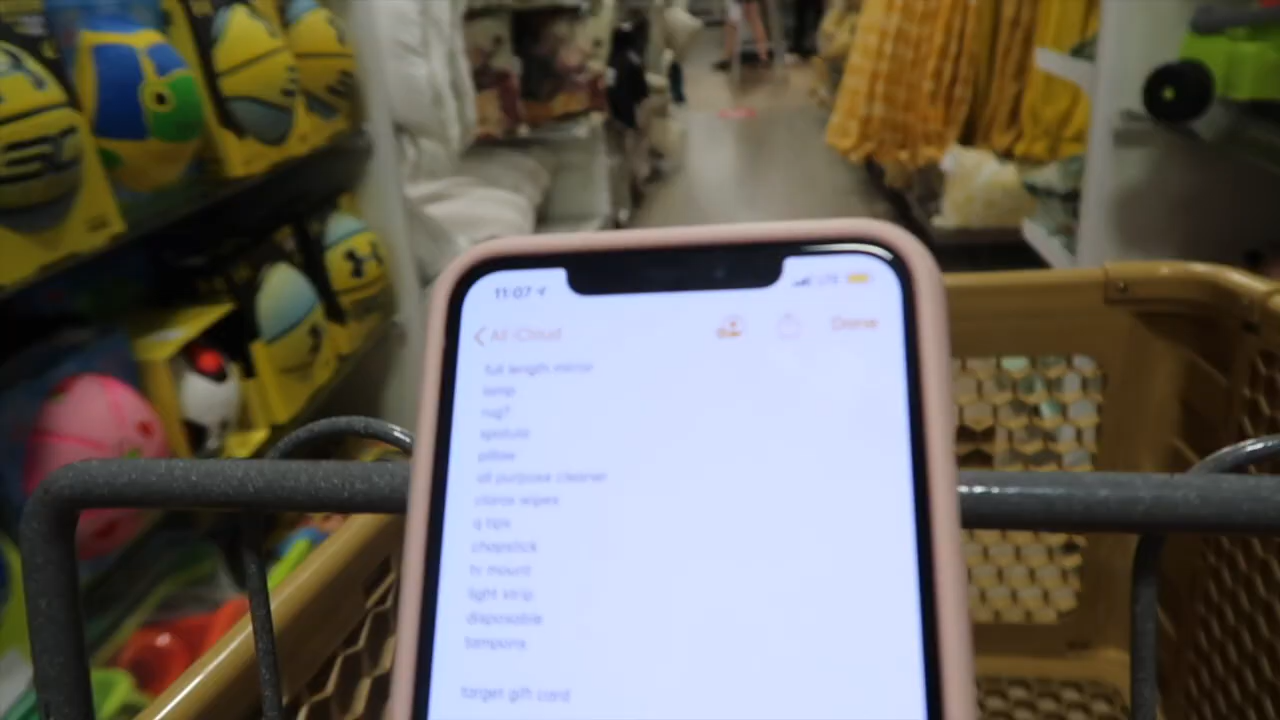 11:07
LTE
All iCloud
Done
full length mirror
lamp
rug?
spatula
pillow
all purpose cleaner
clorox wipes
q tips
chapstick
tv mount
light strip
disposable
tampons
target gift card